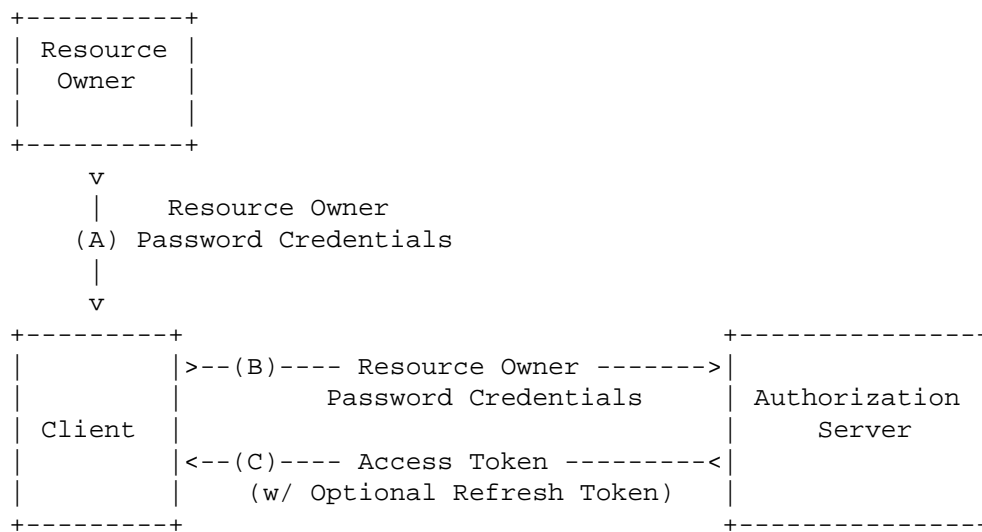 Resource
Owner
Resource Owner
(A) Password Credentials
(B) Resource Owner
Password Credentials
Authorization
Client
Server
(C) Access Token
(w/ Optional Refresh Token)